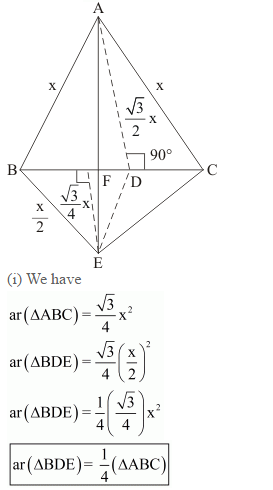 A
x
x
√3/2 x
90°
B
F
D
C
√3/4 x
x/2
E
(i) We have
ar(ΔABC) = √3/4 x²
ar(ΔBDE) = √3/4 (x/2)²
ar(ΔBDE) = 1/4 (√3/4) x²
ar(ΔBDE) = 1/4 (ΔABC)